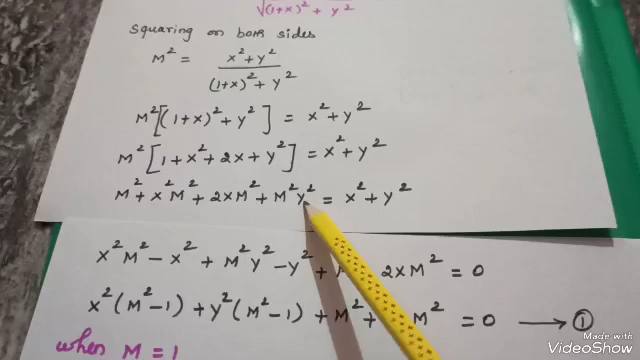 √(1+x)² + y²
Squaring on both sides
M² = x² + y² / (1+x)² + y²
M²[(1+x)² + y²] = x² + y²
M²[1 + x² + 2x + y²] = x² + y²
M² + x²M² + 2xM² + M²y² = x² + y²
x²M² - x² + M²y² - y² + M 2xM² = 0
x²(M²-1) + y²(M²-1) + M² + M² = 0 → ①
when M = 1
Made with
VideoShow